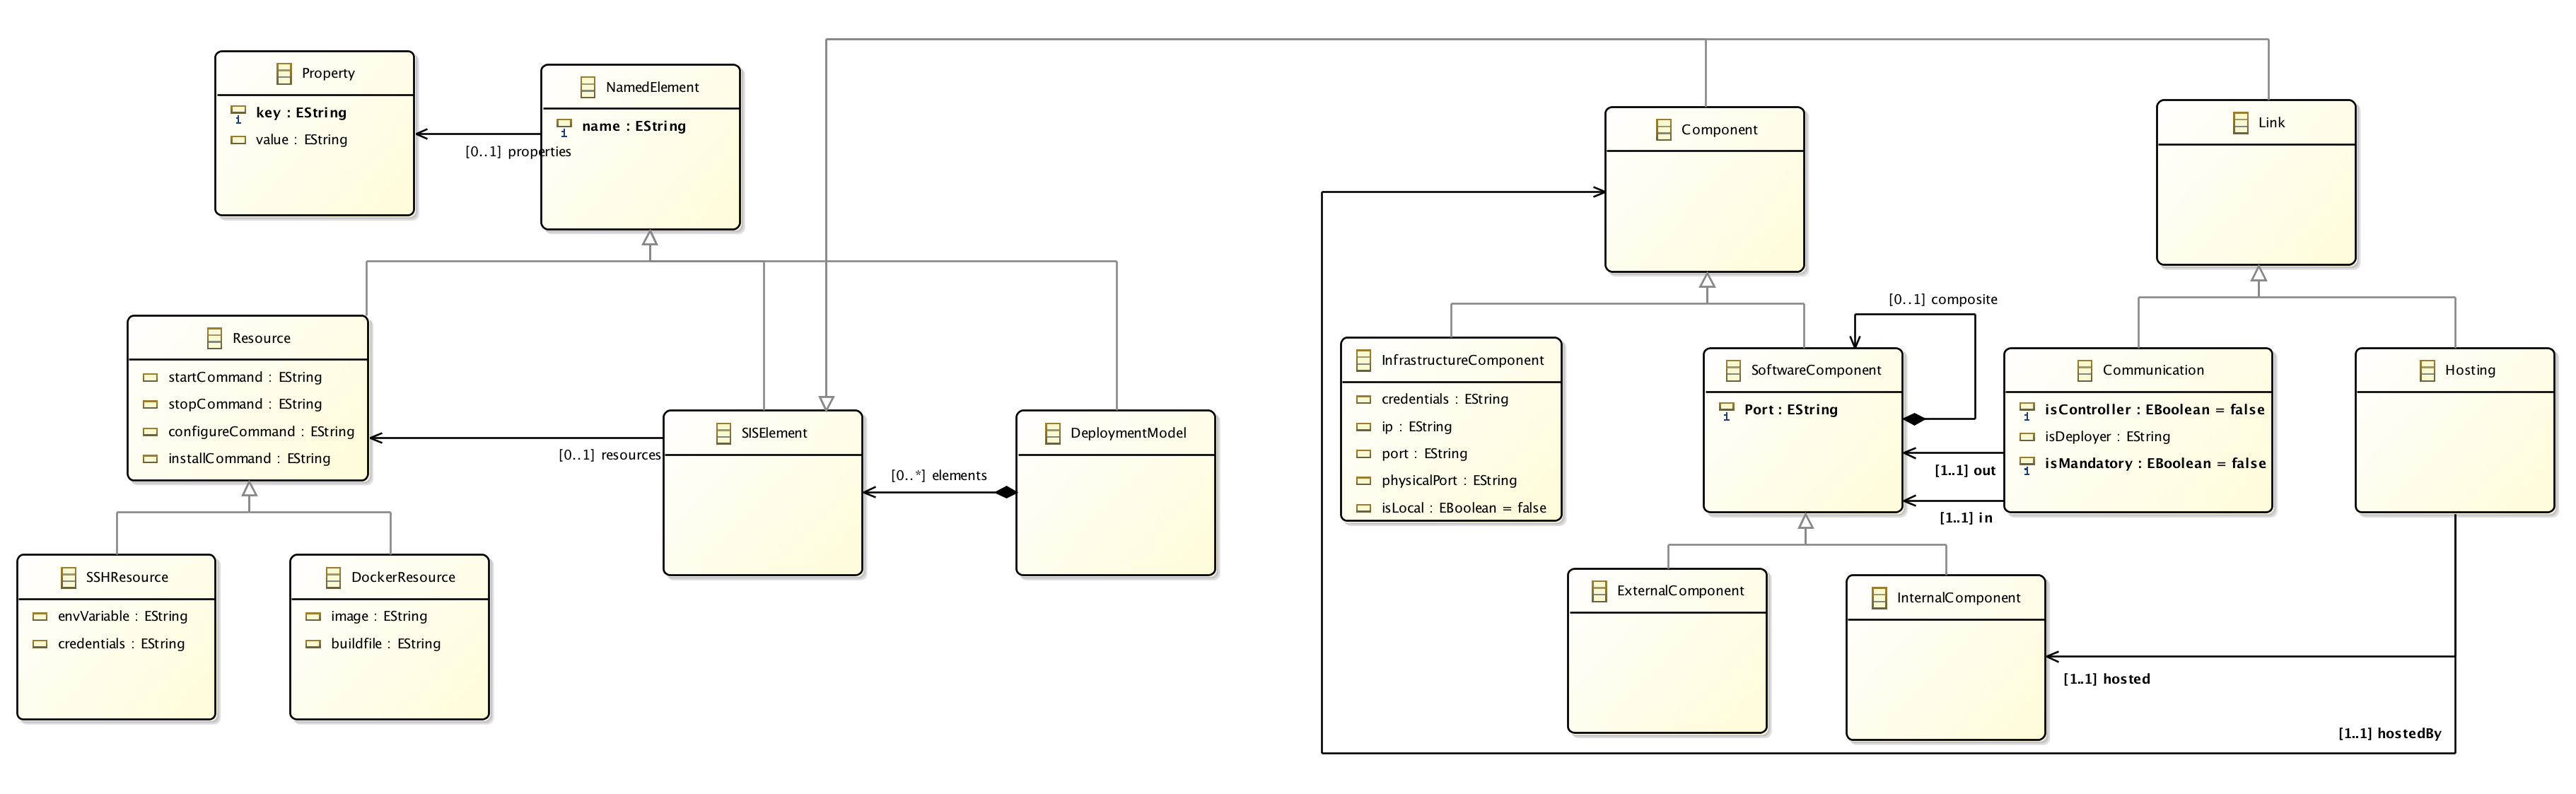 Property
key : EString
value : EString
NamedElement
name : EString
[0..1] properties
Component
Link
Resource
startCommand : EString
stopCommand : EString
configureCommand : EString
installCommand : EString
SISElement
[0..1] resources
DeploymentModel
[0..*] elements
InfrastructureComponent
credentials : EString
ip : EString
port : EString
physicalPort : EString
isLocal : EBoolean = false
[0..1] composite
SoftwareComponent
Port : EString
Communication
isController : EBoolean = false
isDeployer : EString
isMandatory : EBoolean = false
[1..1] out
[1..1] in
Hosting
SSHResource
envVariable : EString
credentials : EString
DockerResource
image : EString
buildfile : EString
ExternalComponent
InternalComponent
[1..1] hosted
[1..1] hostedBy